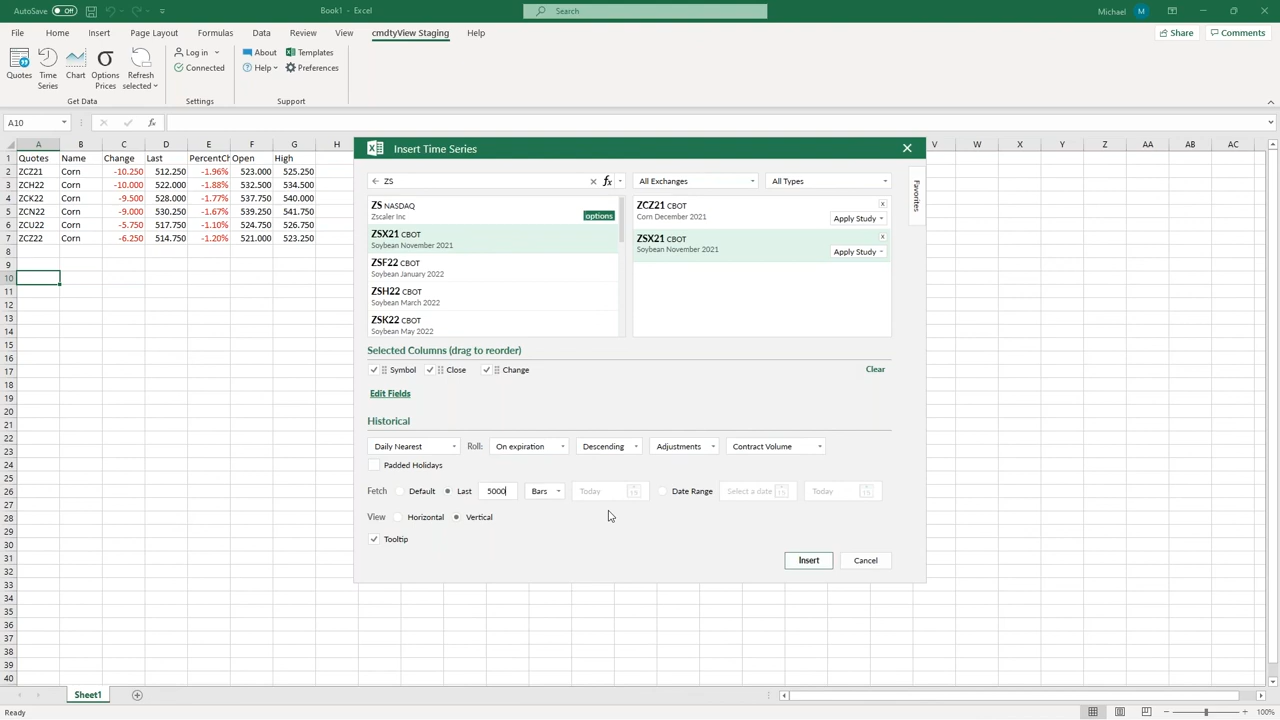 AutoSave Off Book1 - Excel Search Michael M
File Home Insert Page Layout Formulas Data Review View cmdtyView Staging Help Share Comments
Quotes Time Series Chart Options Prices Refresh selected
Log in About Templates
Connected Help Preferences
Get Data Settings Support
A10 fx
A B C D E F G H V W X Y Z AA AB AC
1 Quotes Name Change Last PercentCh Open High
2 ZCZ21 Corn -10.250 512.250 -1.96% 523.000 525.250
3 ZCH22 Corn -10.000 522.000 -1.88% 532.500 534.500
4 ZCK22 Corn -9.500 528.000 -1.77% 537.750 540.000
5 ZCN22 Corn -9.000 530.250 -1.67% 539.250 541.750
6 ZCU22 Corn -5.750 517.750 -1.10% 524.750 526.750
7 ZCZ22 Corn -6.250 514.750 -1.20% 521.000 523.250
8
9
10
11
12
13
14
15
16
17
18
19
20
21
22
23
24
25
26
27
28
29
30
31
32
33
34
35
36
37
38
39
40
Insert Time Series
ZS fx All Exchanges All Types
Favorites
ZS NASDAQ
Zscaler Inc options
ZSX21 CBOT
Soybean November 2021
ZSF22 CBOT
Soybean January 2022
ZSH22 CBOT
Soybean March 2022
ZSK22 CBOT
Soybean May 2022
ZCZ21 CBOT x
Corn December 2021 Apply Study
ZSX21 CBOT x
Soybean November 2021 Apply Study
Selected Columns (drag to reorder)
Symbol Close Change Clear
Edit Fields
Historical
Daily Nearest Roll: On expiration Descending Adjustments Contract Volume
Padded Holidays
Fetch Default Last 5000 Bars Today Date Range Select a date Today
View Horizontal Vertical
Tooltip
Insert Cancel
Sheet1
Ready 100%